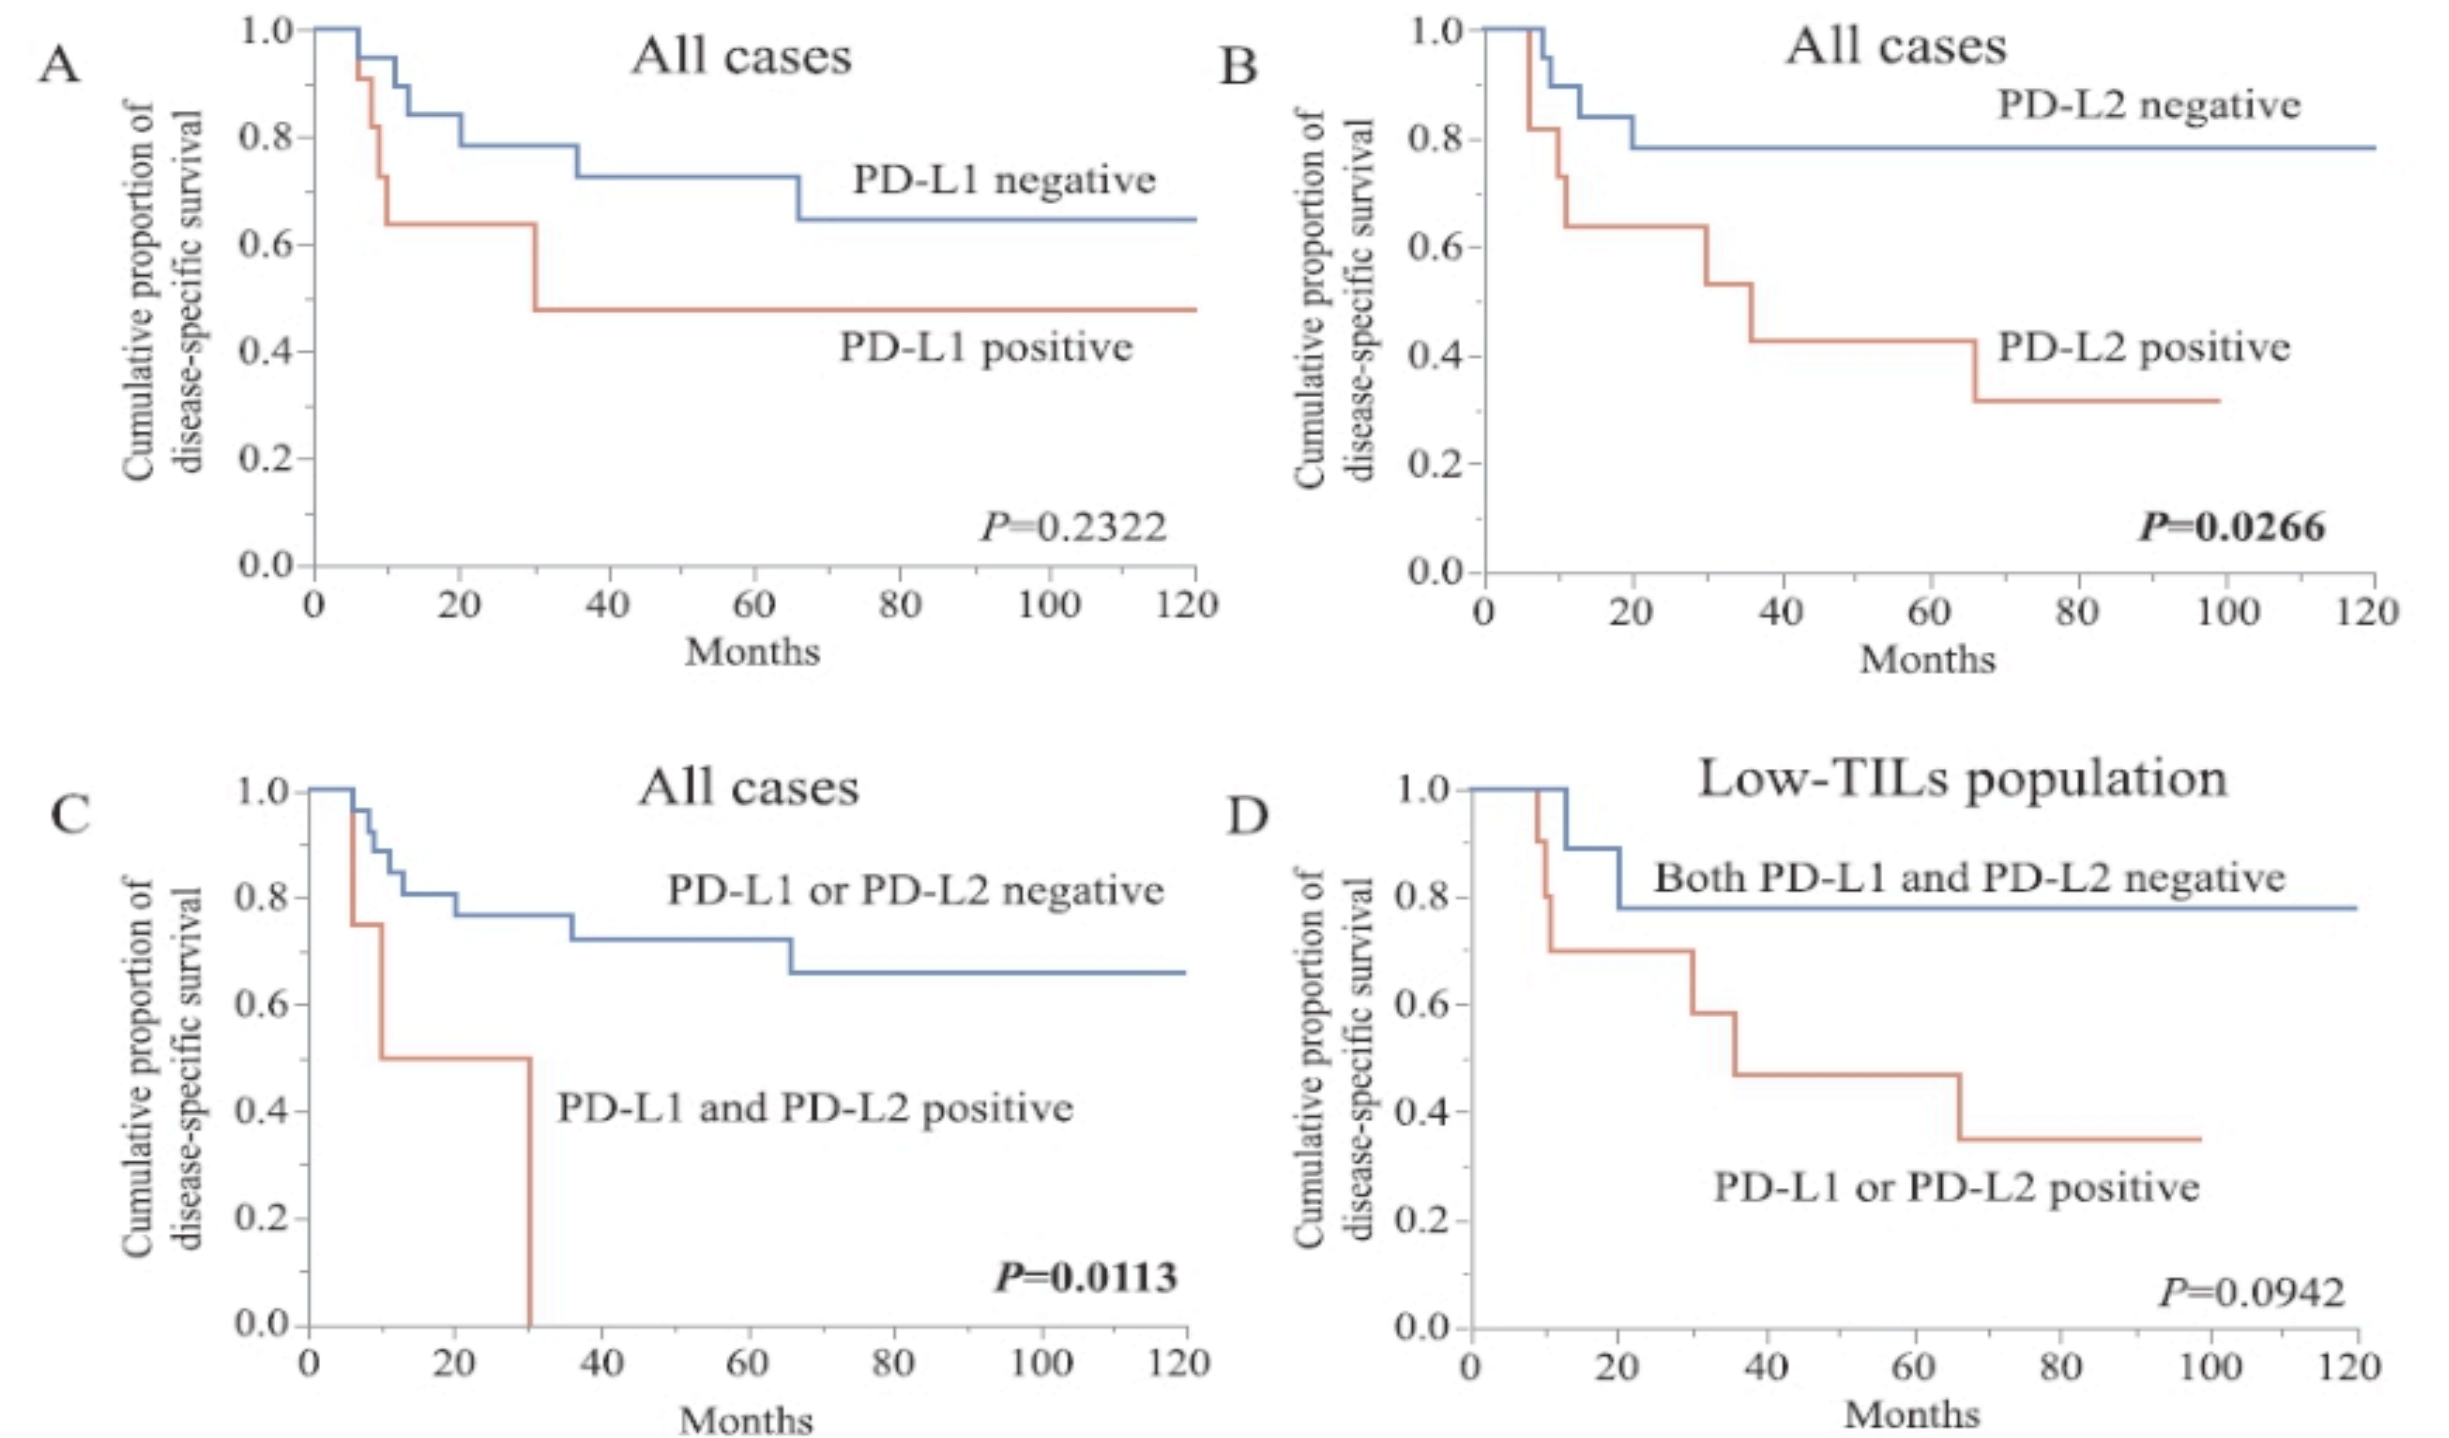 A
All cases
Cumulative proportion of
disease-specific survival
1.0
0.8
0.6
0.4
0.2
0.0
PD-L1 negative
PD-L1 positive
P=0.2322
0 20 40 60 80 100 120
Months
B
All cases
Cumulative proportion of
disease-specific survival
1.0
0.8
0.6
0.4
0.2
0.0
PD-L2 negative
PD-L2 positive
P=0.0266
0 20 40 60 80 100 120
Months
C
All cases
Cumulative proportion of
disease-specific survival
1.0
0.8
0.6
0.4
0.2
0.0
PD-L1 or PD-L2 negative
PD-L1 and PD-L2 positive
P=0.0113
0 20 40 60 80 100 120
Months
D
Low-TILs population
Cumulative proportion of
disease-specific survival
1.0
0.8
0.6
0.4
0.2
0.0
Both PD-L1 and PD-L2 negative
PD-L1 or PD-L2 positive
P=0.0942
0 20 40 60 80 100 120
Months